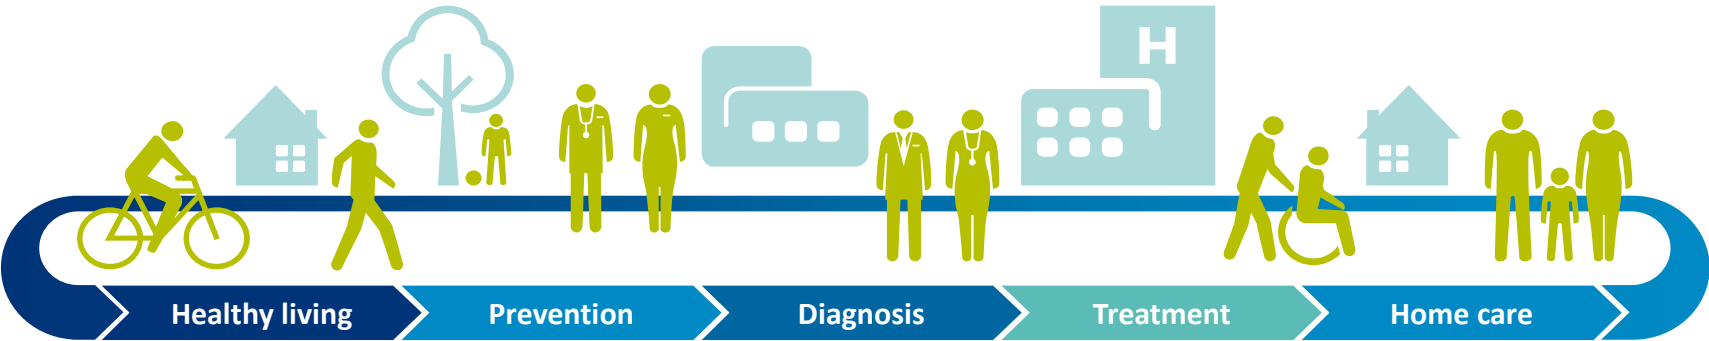 H
Healthy living
Prevention
Diagnosis
Treatment
Home care